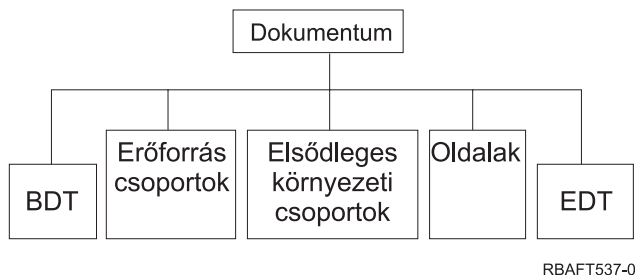 Dokumentum
BDT
Erőforrás
csoportok
Elsődleges
környezeti
csoportok
Oldalak
EDT
RBAFT537-0